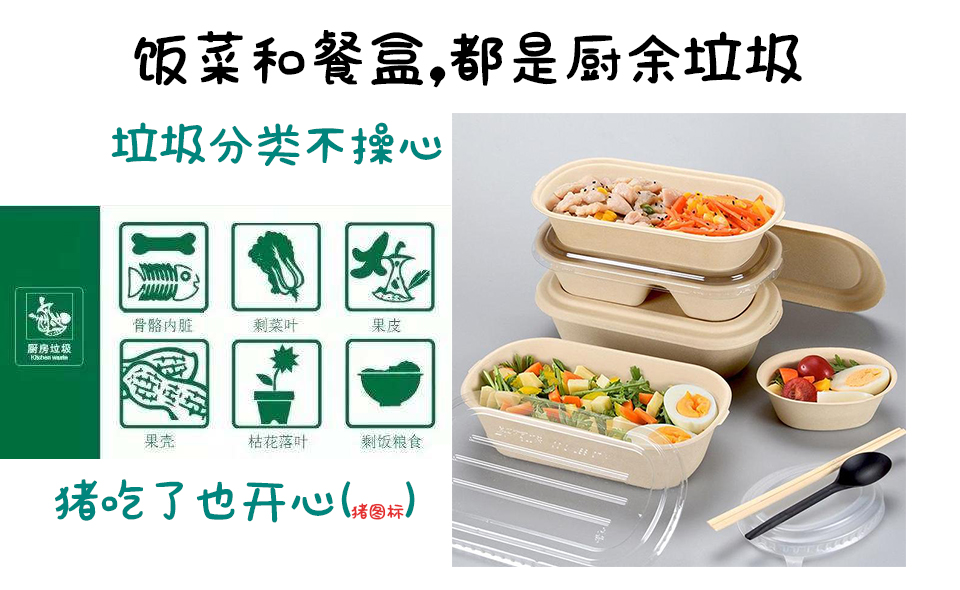 饭菜和餐盒,都是厨余垃圾
垃圾分类不操心
厨房垃圾
Kitchen waste
骨骼内脏 剩菜叶 果皮
果壳 枯花落叶 剩饭粮食
猪吃了也开心(猪图标)